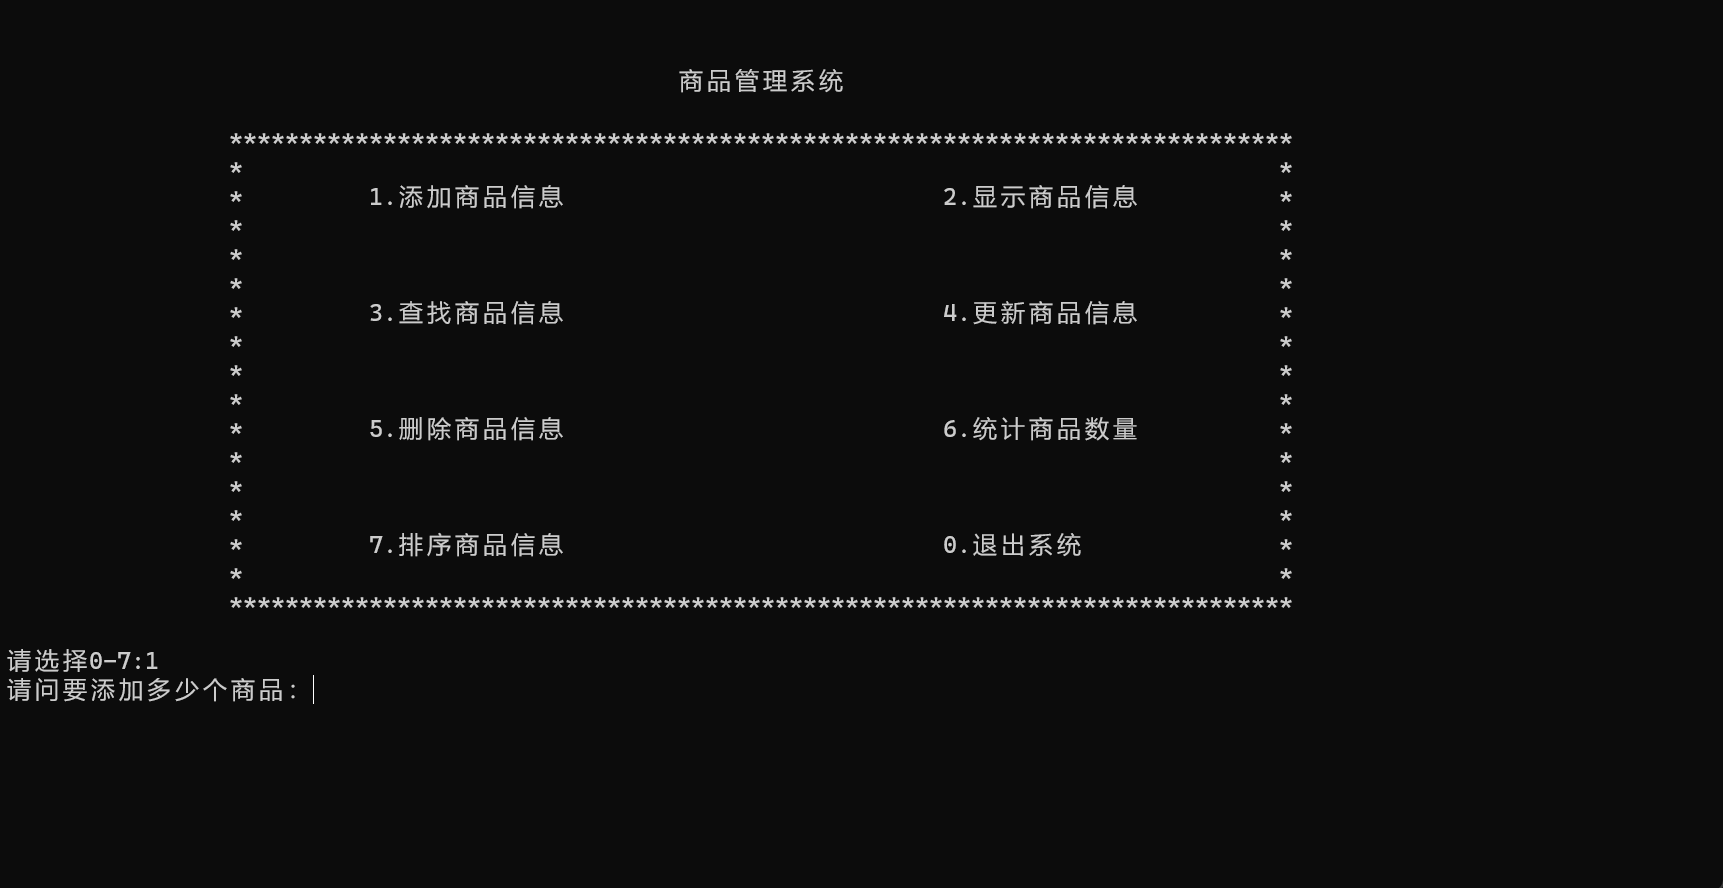 商品管理系统
****************************************************************************
* *
* 1.添加商品信息 2.显示商品信息 *
* *
* *
* *
* 3.查找商品信息 4.更新商品信息 *
* *
* *
* *
* 5.删除商品信息 6.统计商品数量 *
* *
* *
* *
* 7.排序商品信息 0.退出系统 *
* *
****************************************************************************
请选择0-7:1
请问要添加多少个商品：